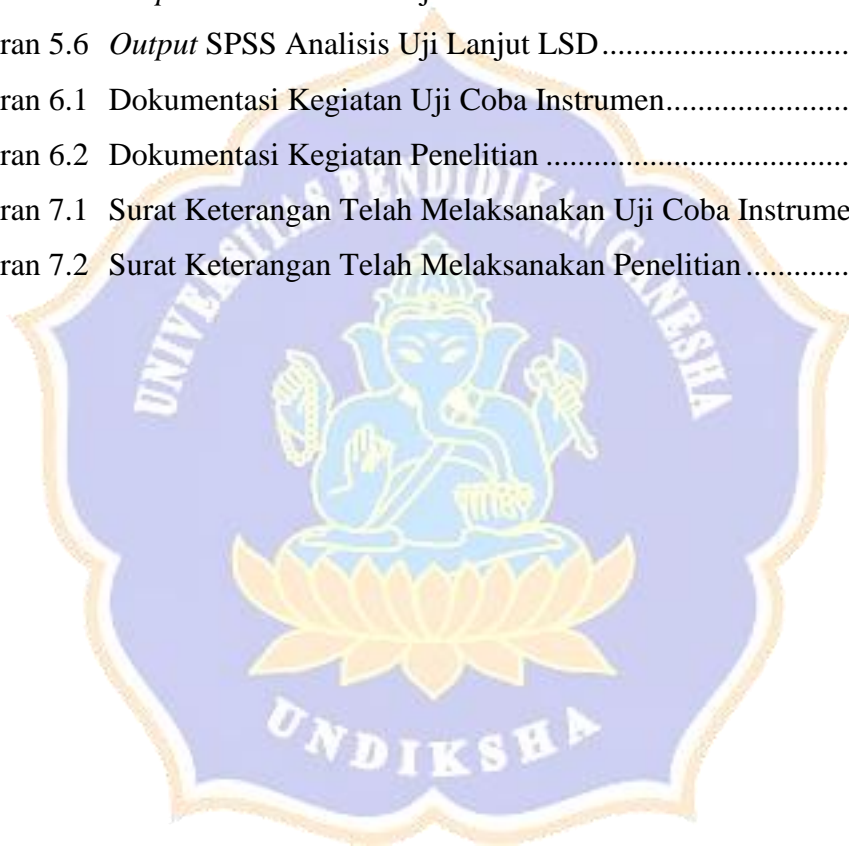 ran 5.6 Output SPSS Analisis Uji Lanjut LSD..............................
ran 6.1 Dokumentasi Kegiatan Uji Coba Instrumen......................
ran 6.2 Dokumentasi Kegiatan Penelitian .....................................
ran 7.1 Surat Keterangan Telah Melaksanakan Uji Coba Instrume
ran 7.2 Surat Keterangan Telah Melaksanakan Penelitian.............
UNIVERSITAS PENDIDIKAN GANESHA
UNDIKSHA